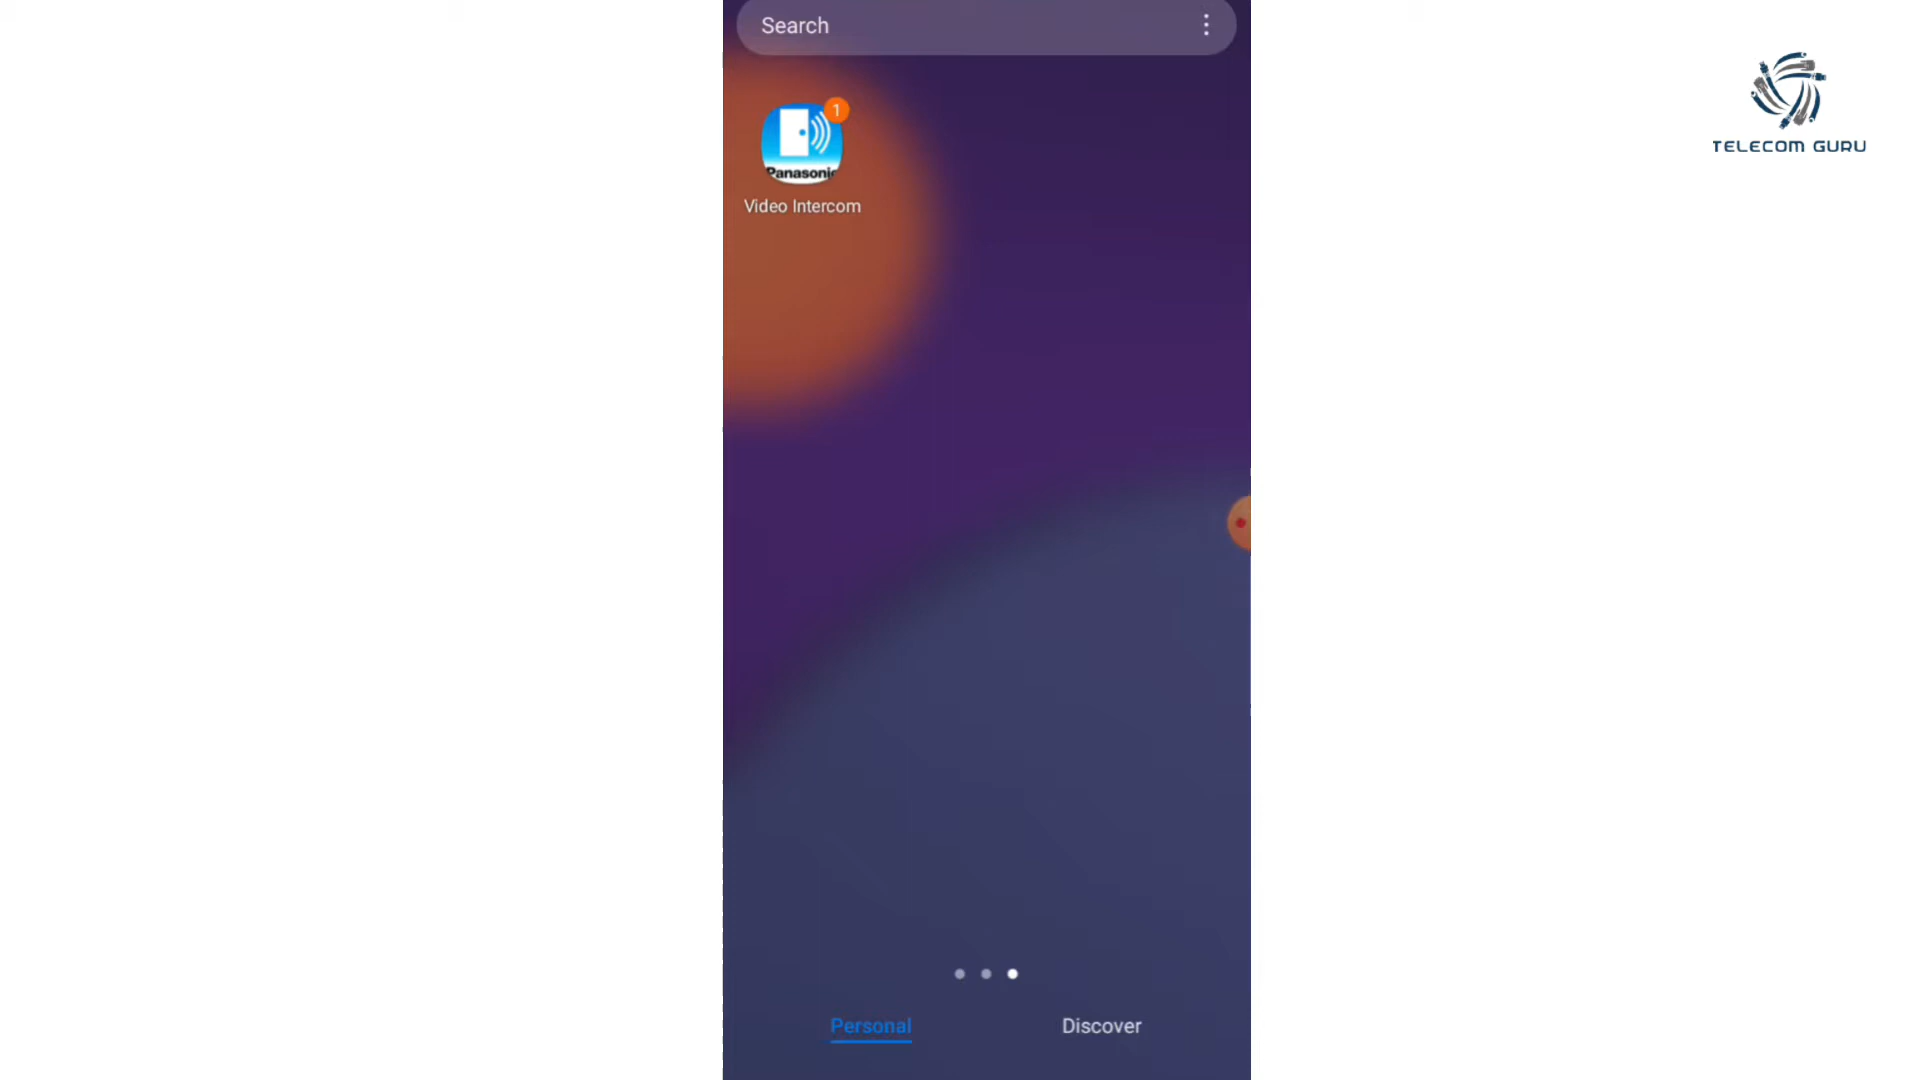 Search
1
Panasonic
Video Intercom
TELECOM GURU
Personal
Discover